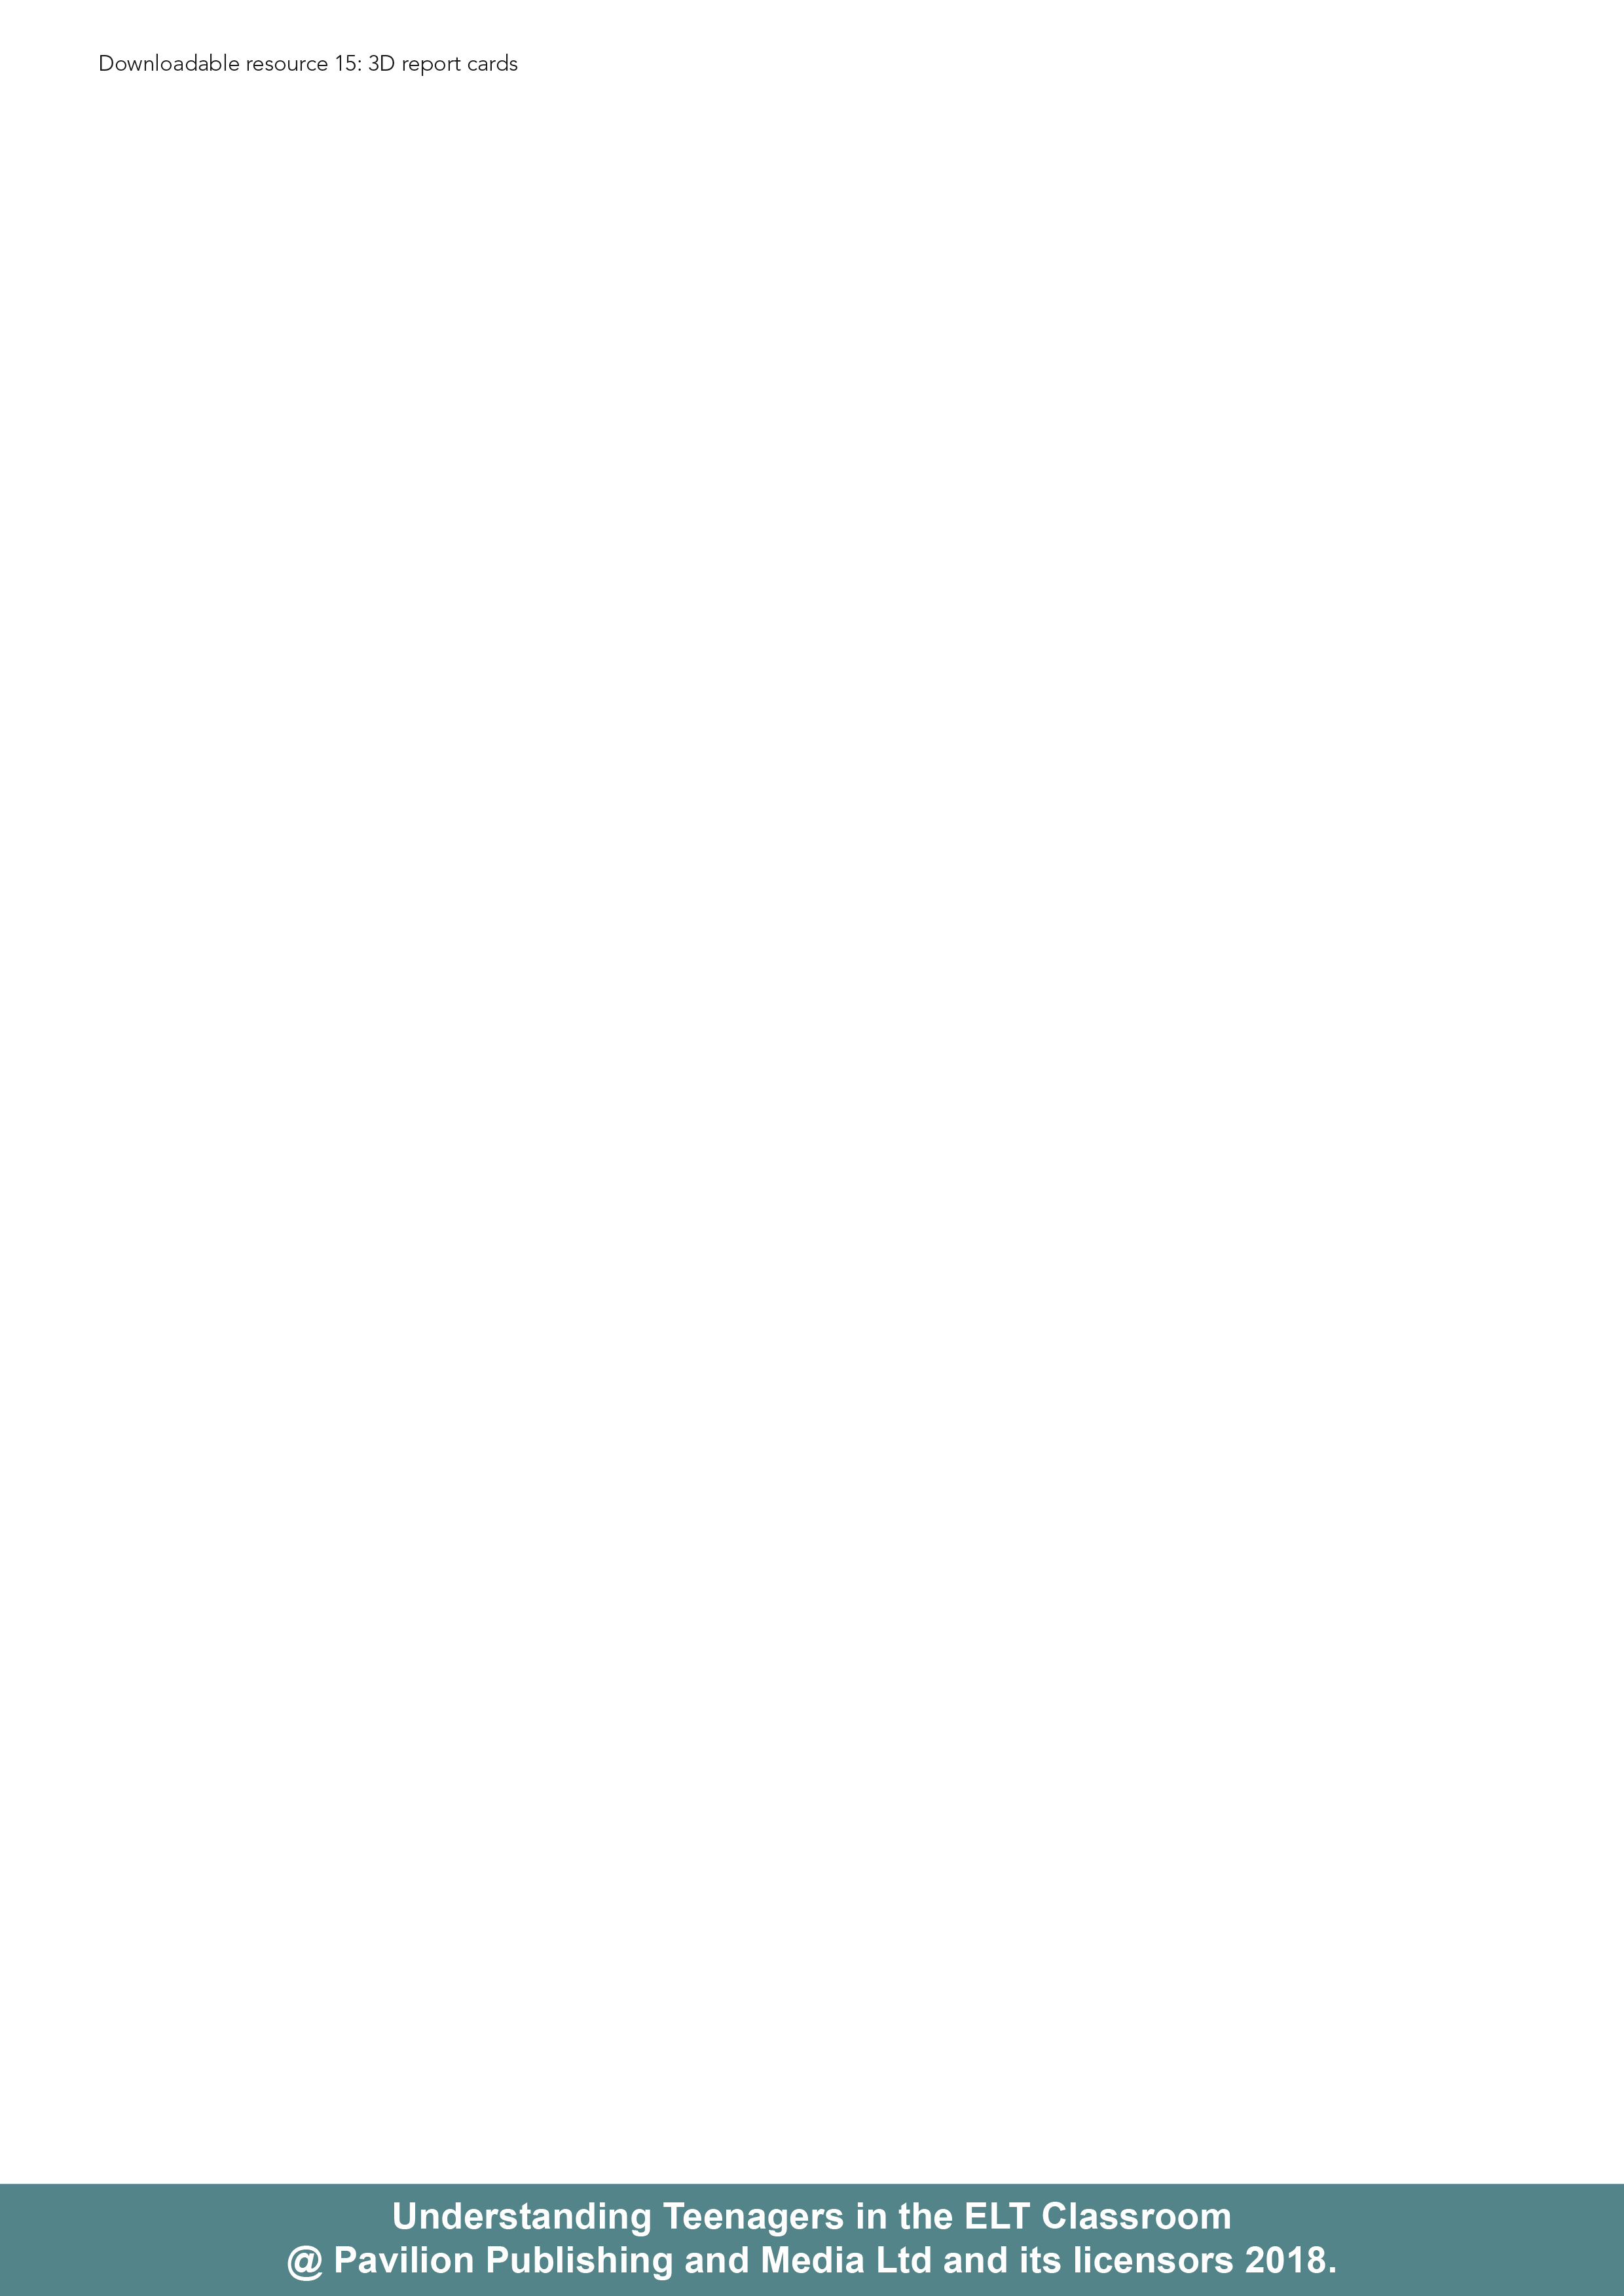 Downloadable resource 15: 3D report cards
Understanding Teenagers in the ELT Classroom
@ Pavilion Publishing and Media Ltd and its licensors 2018.